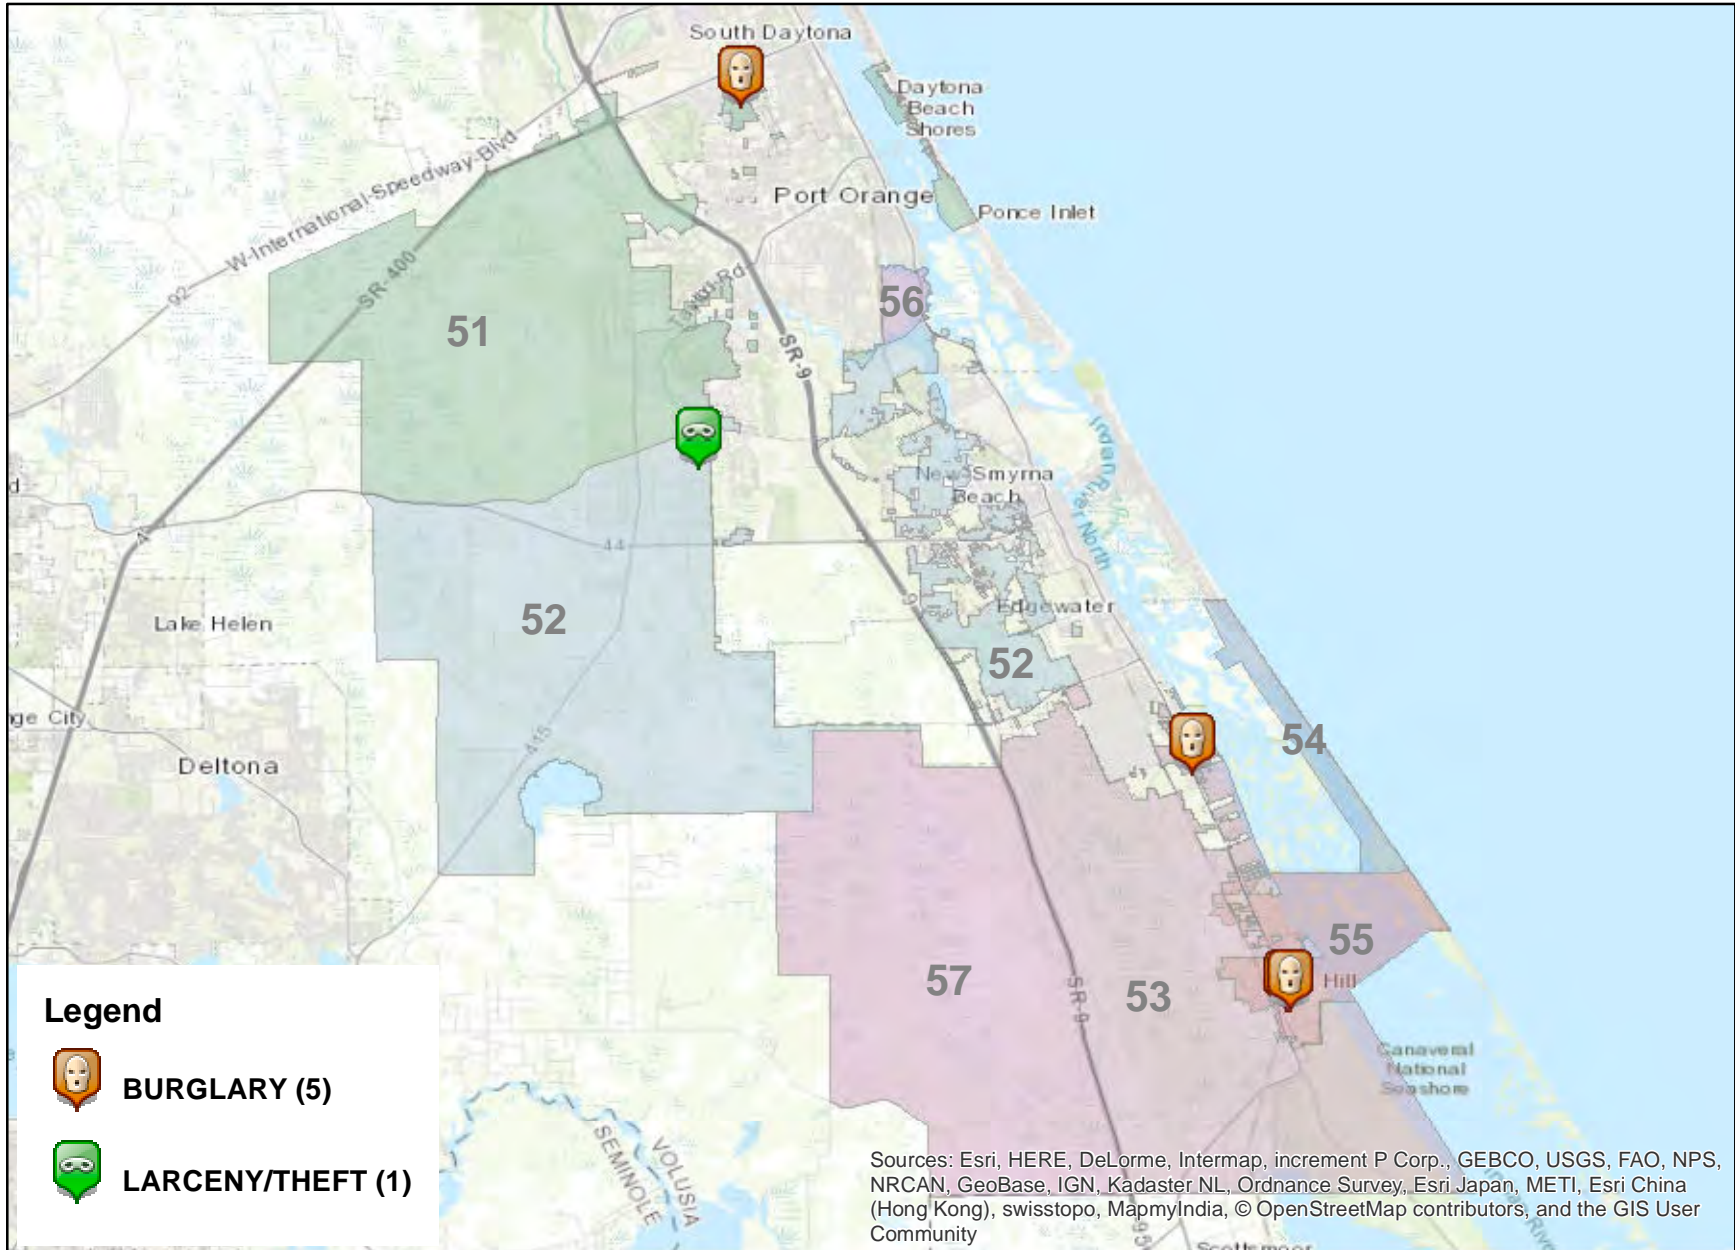 South Daytona
Daytona
Beach
Shores
W-International-Speedway-Blvd
Port Orange
Ponce Inlet
92
SR-400
56
51
SR-9
Indian River North
New Smyrna
Beach
4
44
9
52
Edgewater
Lake Helen
52
54
415
Deltona
55
57
53
Hill
SR-9
Canaveral
National
Seashore
Legend
BURGLARY (5)
LARCENY/THEFT (1)
SEMINOLE
VOLUSIA
Sources: Esri, HERE, DeLorme, Intermap, increment P Corp., GEBCO, USGS, FAO, NPS,
NRCAN, GeoBase, IGN, Kadaster NL, Ordnance Survey, Esri Japan, METI, Esri China
(Hong Kong), swisstopo, MapmyIndia, © OpenStreetMap contributors, and the GIS User
Community